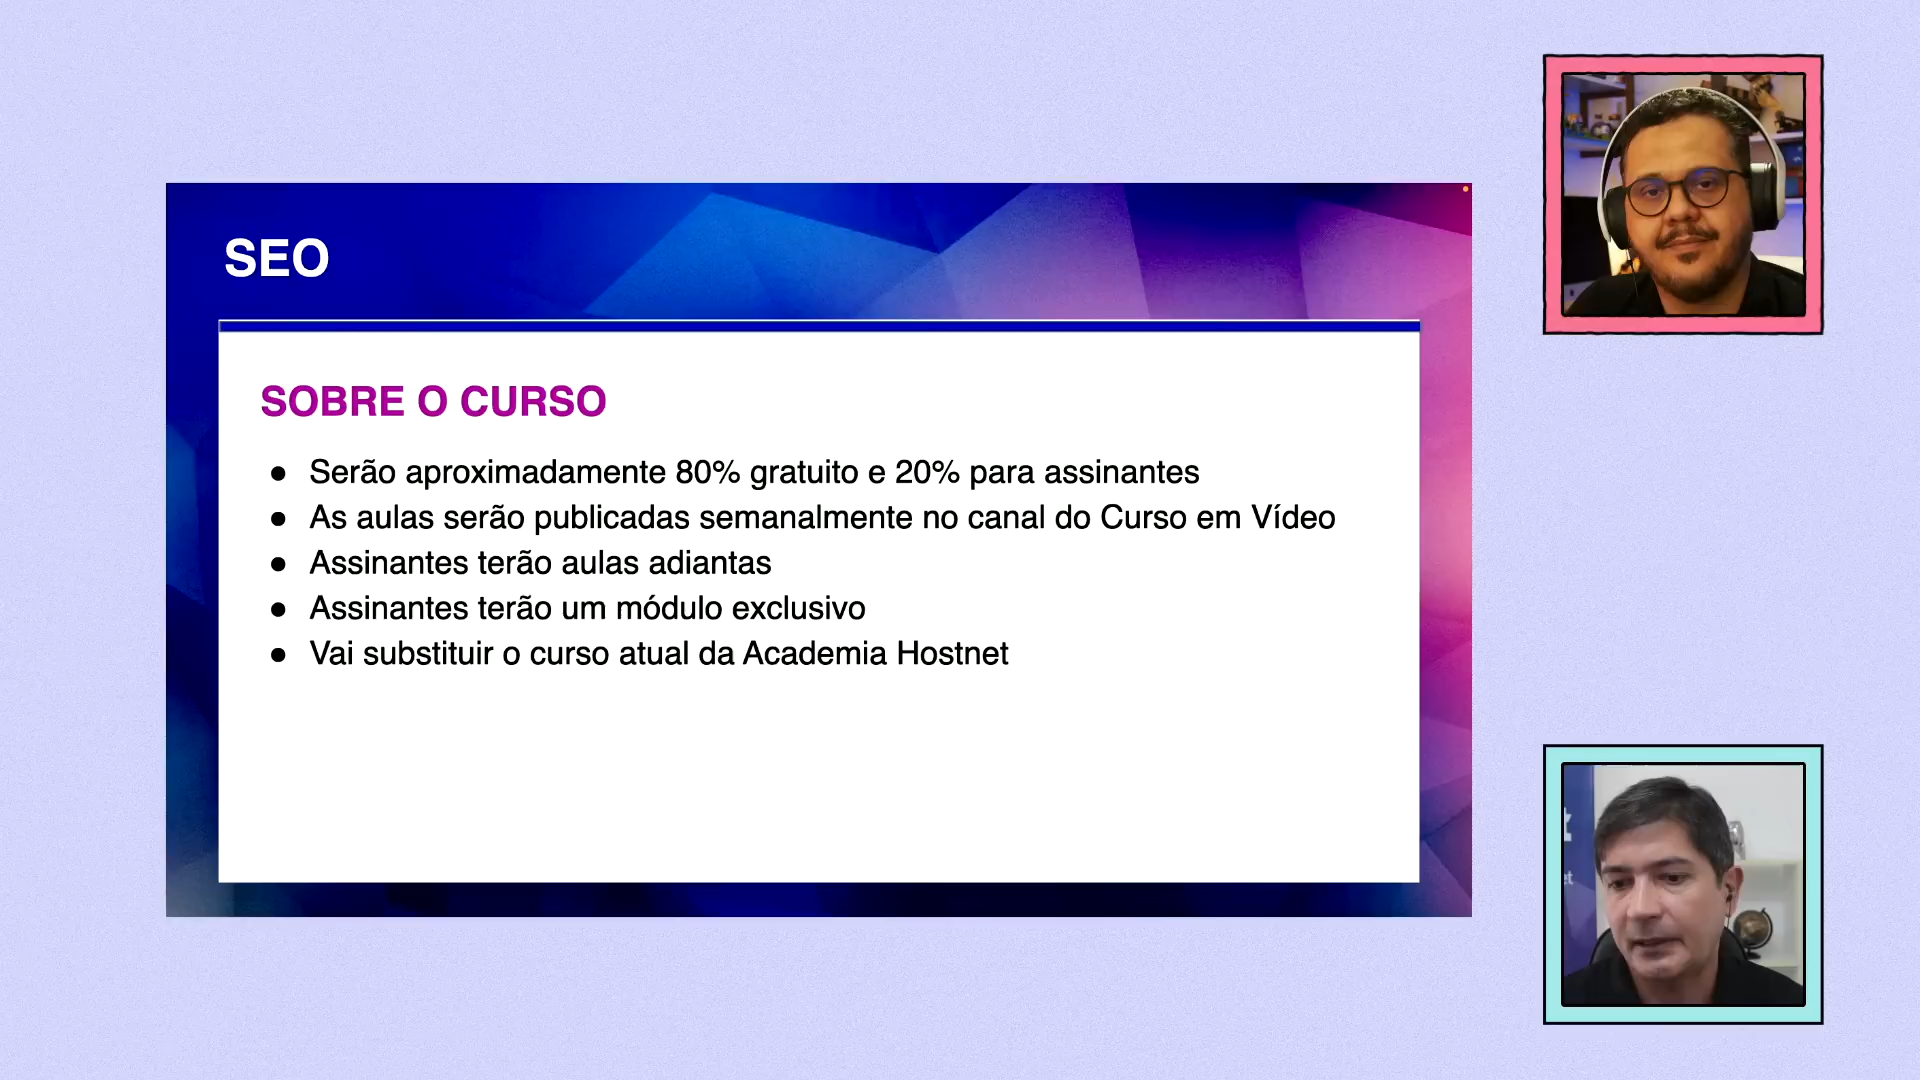 SEO
SOBRE O CURSO
● Serão aproximadamente 80% gratuito e 20% para assinantes
● As aulas serão publicadas semanalmente no canal do Curso em Vídeo
● Assinantes terão aulas adiantas
● Assinantes terão um módulo exclusivo
● Vai substituir o curso atual da Academia Hostnet